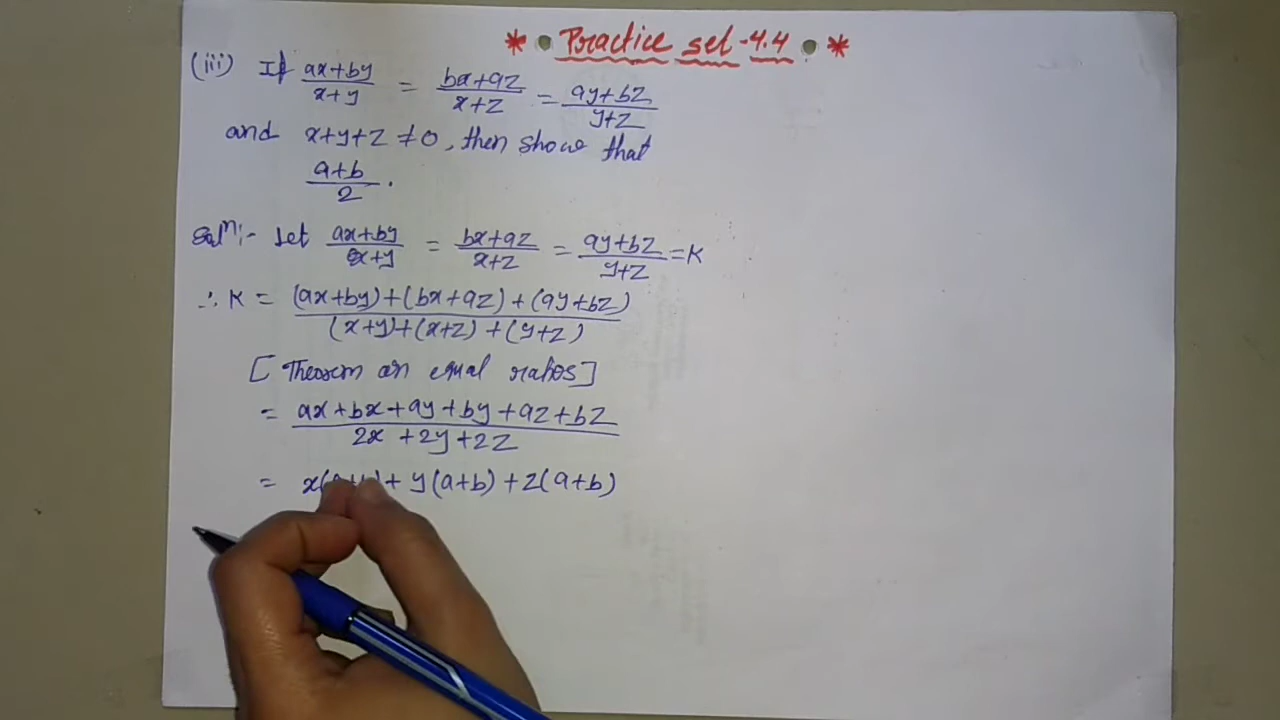 * Practice set-4.4 *
(iii) If (ax+by)/(x+y) = (bx+az)/(x+z) = (ay+bz)/(y+z)
and x+y+z ≠ 0, then show that
(a+b)/2 .
Solⁿ:- Let (ax+by)/(x+y) = (bx+az)/(x+z) = (ay+bz)/(y+z) = K
∴ K = ((ax+by)+(bx+az)+(ay+bz))/((x+y)+(x+z)+(y+z))
[Theorem on equal ratios]
= (ax+bx+ay+by+az+bz)/(2x+2y+2z)
= x( + y(a+b) + z(a+b)